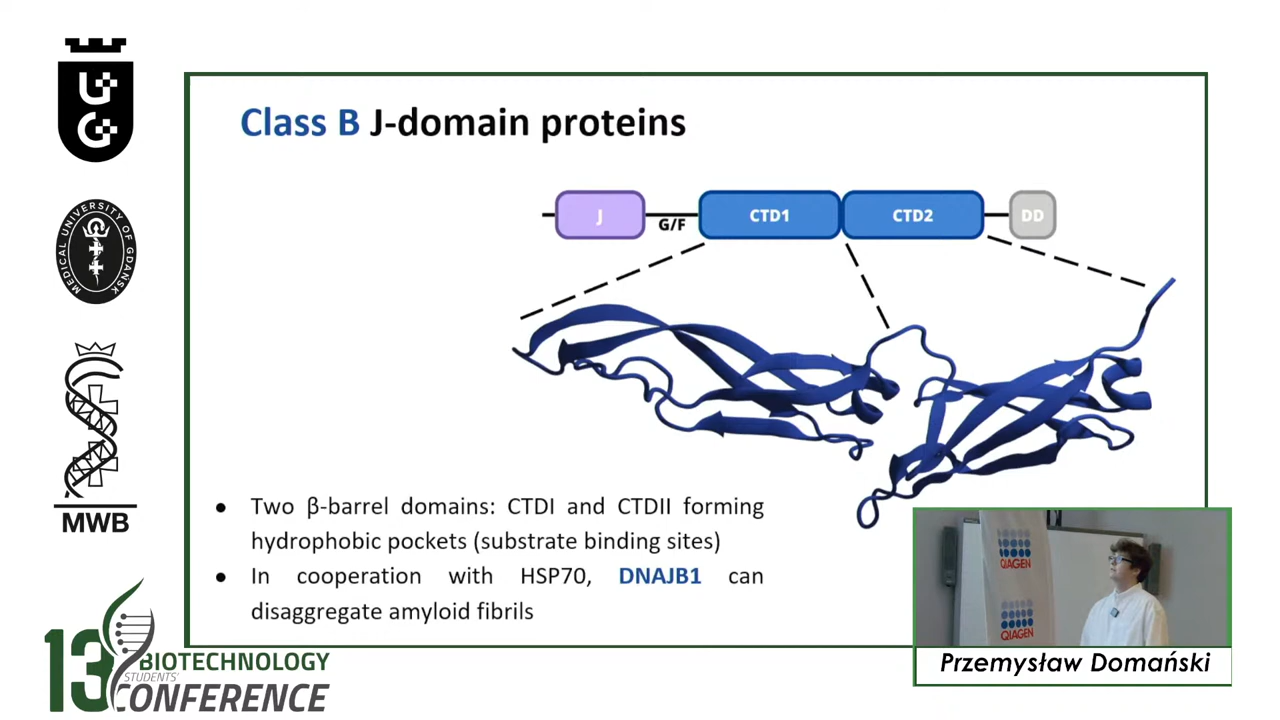 UG
MEDICAL UNIVERSITY OF GDAŃSK
MWB
13
BIOTECHNOLOGY
STUDENTS'
CONFERENCE
Class B J-domain proteins
J
G/F
CTD1
CTD2
DD
● Two β-barrel domains: CTDI and CTDII forming
hydrophobic pockets (substrate binding sites)
● In cooperation with HSP70, DNAJB1 can
disaggregate amyloid fibrils
QIAGEN
QIAGEN
Przemysław Domański